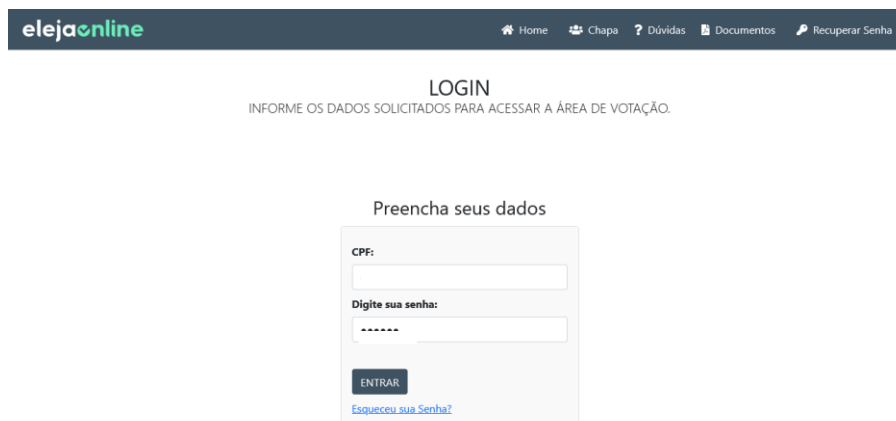 elejaonline
Home Chapa ? Dúvidas Documentos Recuperar Senha
LOGIN
INFORME OS DADOS SOLICITADOS PARA ACESSAR A ÁREA DE VOTAÇÃO.
Preencha seus dados
CPF:
Digite sua senha:
••••••
ENTRAR
Esqueceu sua Senha?